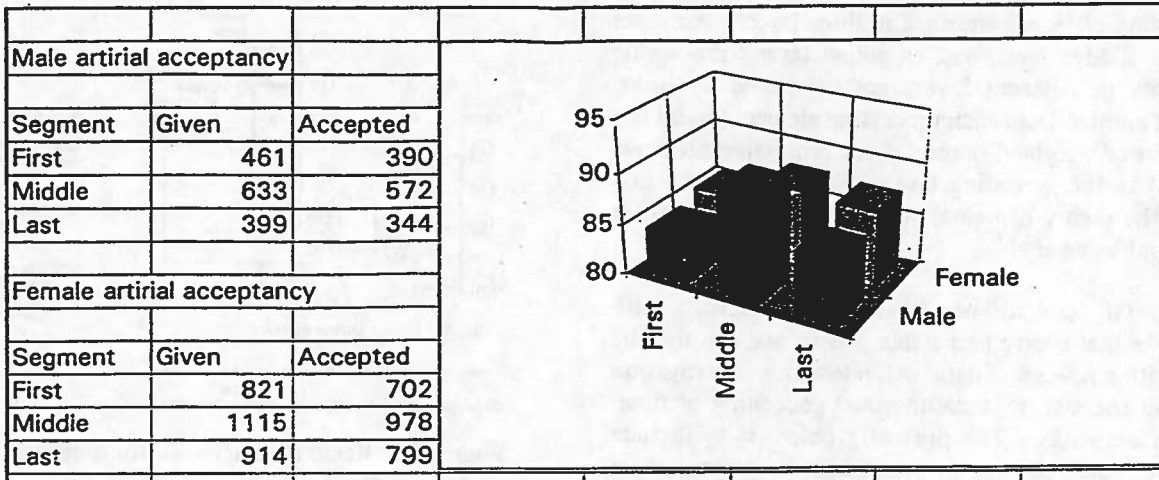 Male artirial acceptancy
Segment Given Accepted
First 461 390
Middle 633 572
Last 399 344
Female artirial acceptancy
Segment Given Accepted
First 821 702
Middle 1115 978
Last 914 799
95
90
85
80
First
Middle
Last
Female
Male